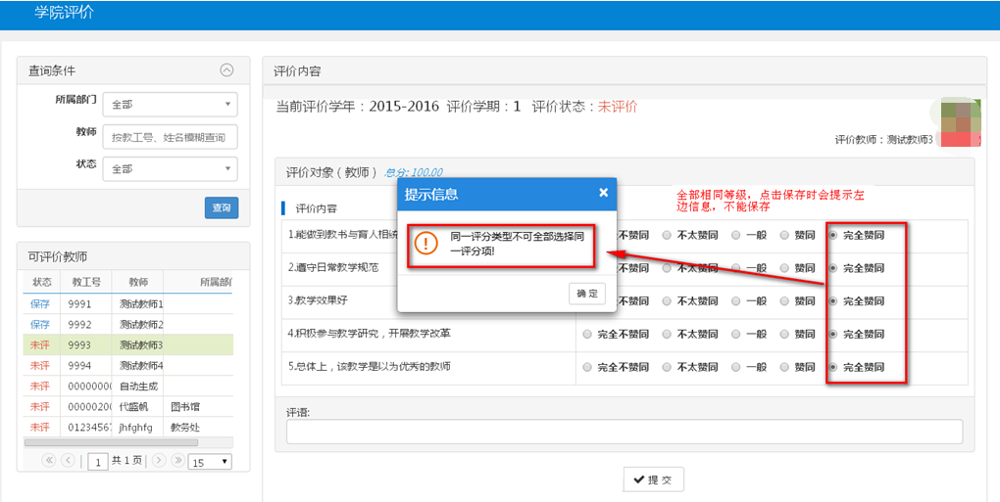 学院评价
查询条件
所属部门 全部
教师 按教工号、姓名模糊查询
状态 全部
查询
可评价教师
状态 教工号 教师 所属部
保存 9991 测试教师1
保存 9992 测试教师2
未评 9993 测试教师3
未评 9994 测试教师4
未评 0000000 自动生成
未评 0000020 代盔帆 图书馆
未评 0123456 jhfghfg 教务处
1 共 1 页 15
评价内容
当前评价学年：2015-2016 评价学期：1 评价状态：未评价
评价教师：测试教师3
评价对象（教师） 总分: 100.00
提示信息 ×
同一评分类型不可全部选择同
一评分项!
确 定
全部相同等级，点击保存时会提示左
边信息，不能保存
评价内容
1.能做到教书与育人相 不赞同 不太赞同 一般 赞同 完全赞同
2.遵守日常教学规范 不赞同 不太赞同 一般 赞同 完全赞同
3.教学效果好 完全不赞同 不太赞同 一般 赞同 完全赞同
4.积极参与教学研究，开展教学改革 完全不赞同 不太赞同 一般 赞同 完全赞同
5.总体上，该教学是以为优秀的教师 完全不赞同 不太赞同 一般 赞同 完全赞同
评语:
提 交